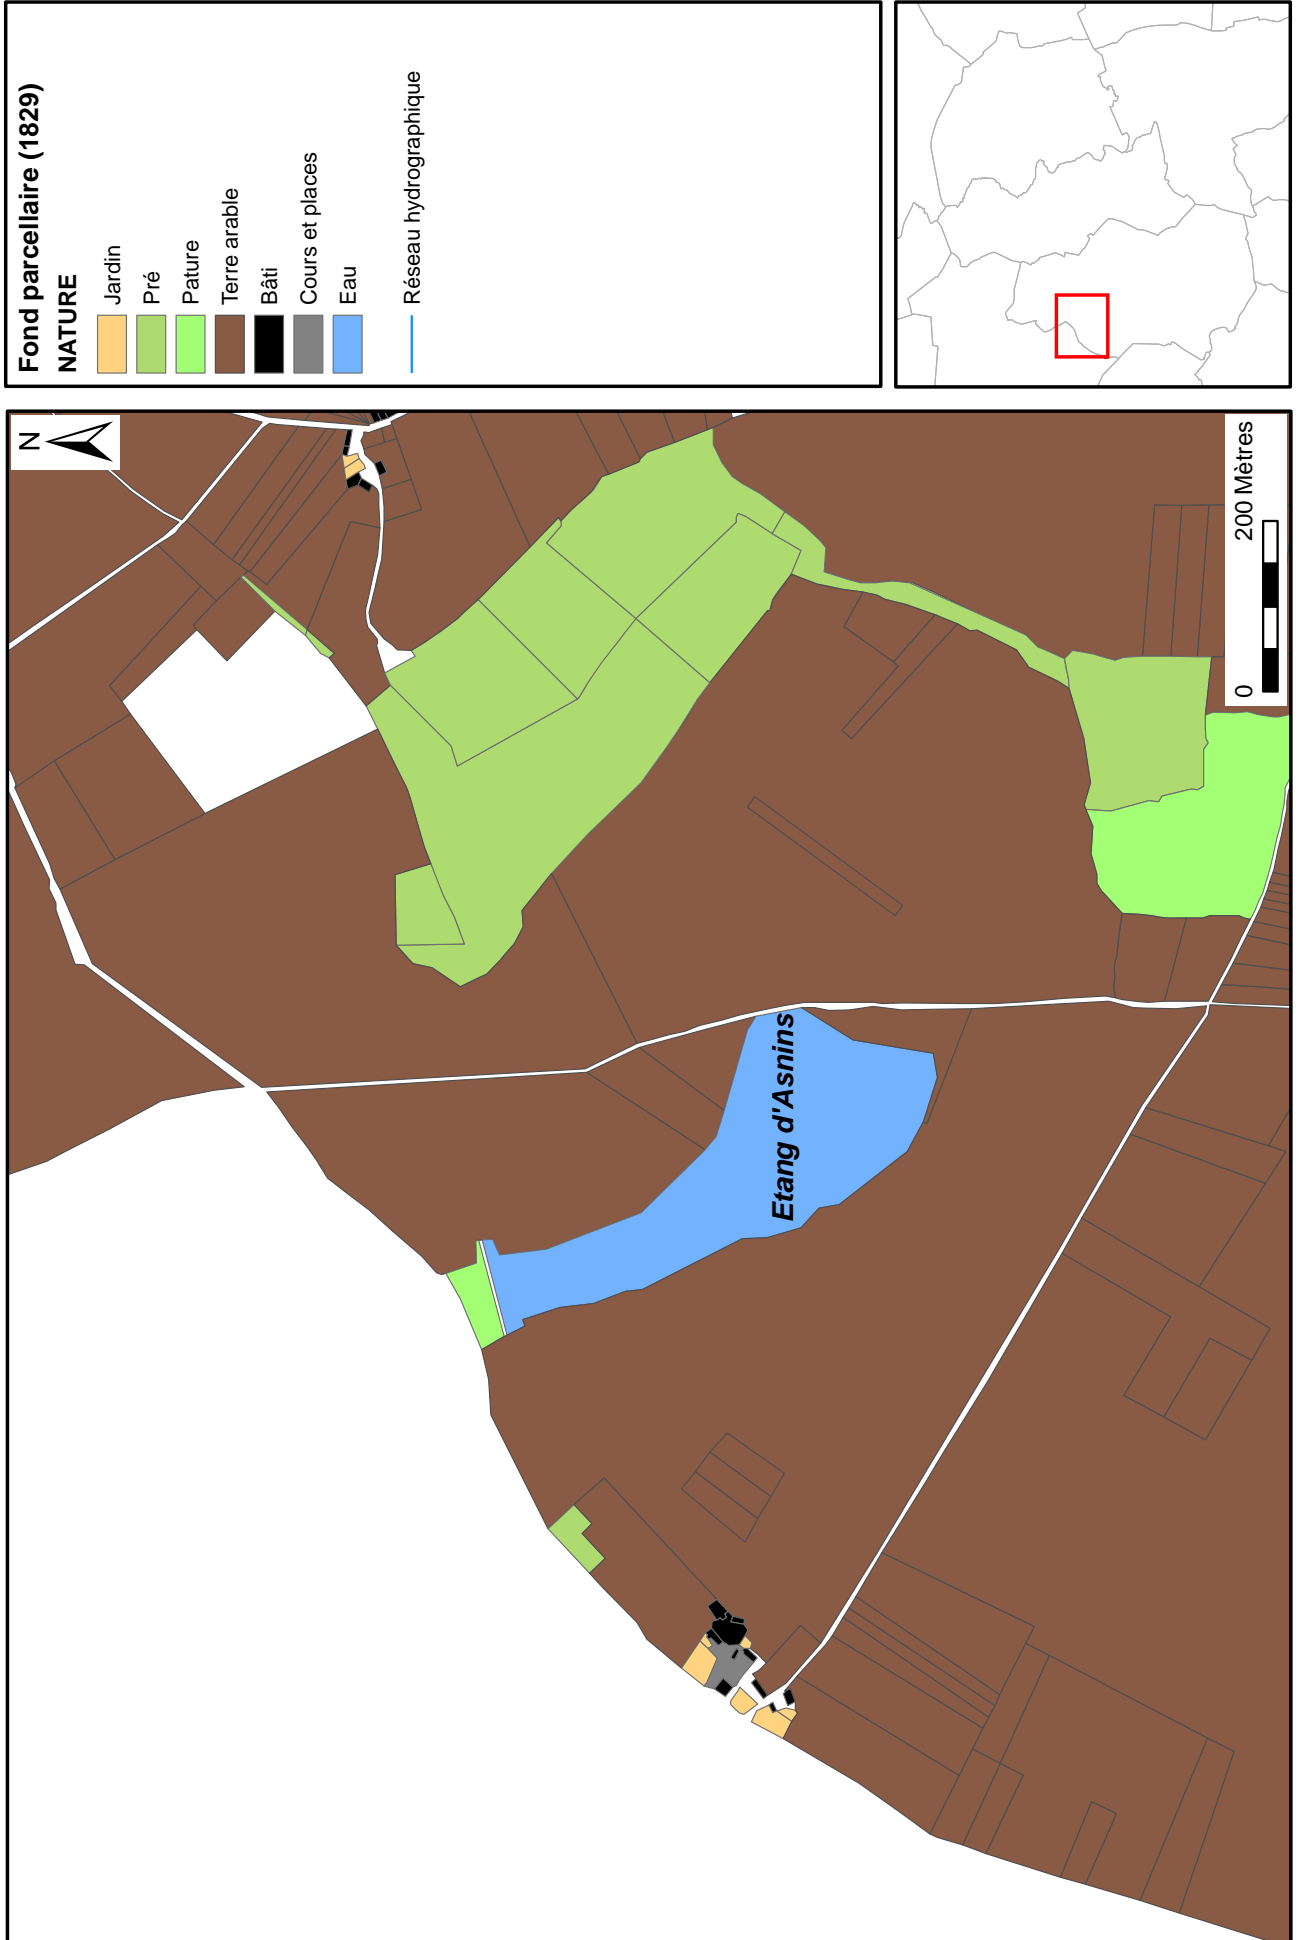 Fond parcellaire (1829)
NATURE
Jardin
Pré
Pature
Terre arable
Bâti
Cours et places
Eau
Réseau hydrographique
N
Etang d'Asnins
0 200 Mètres